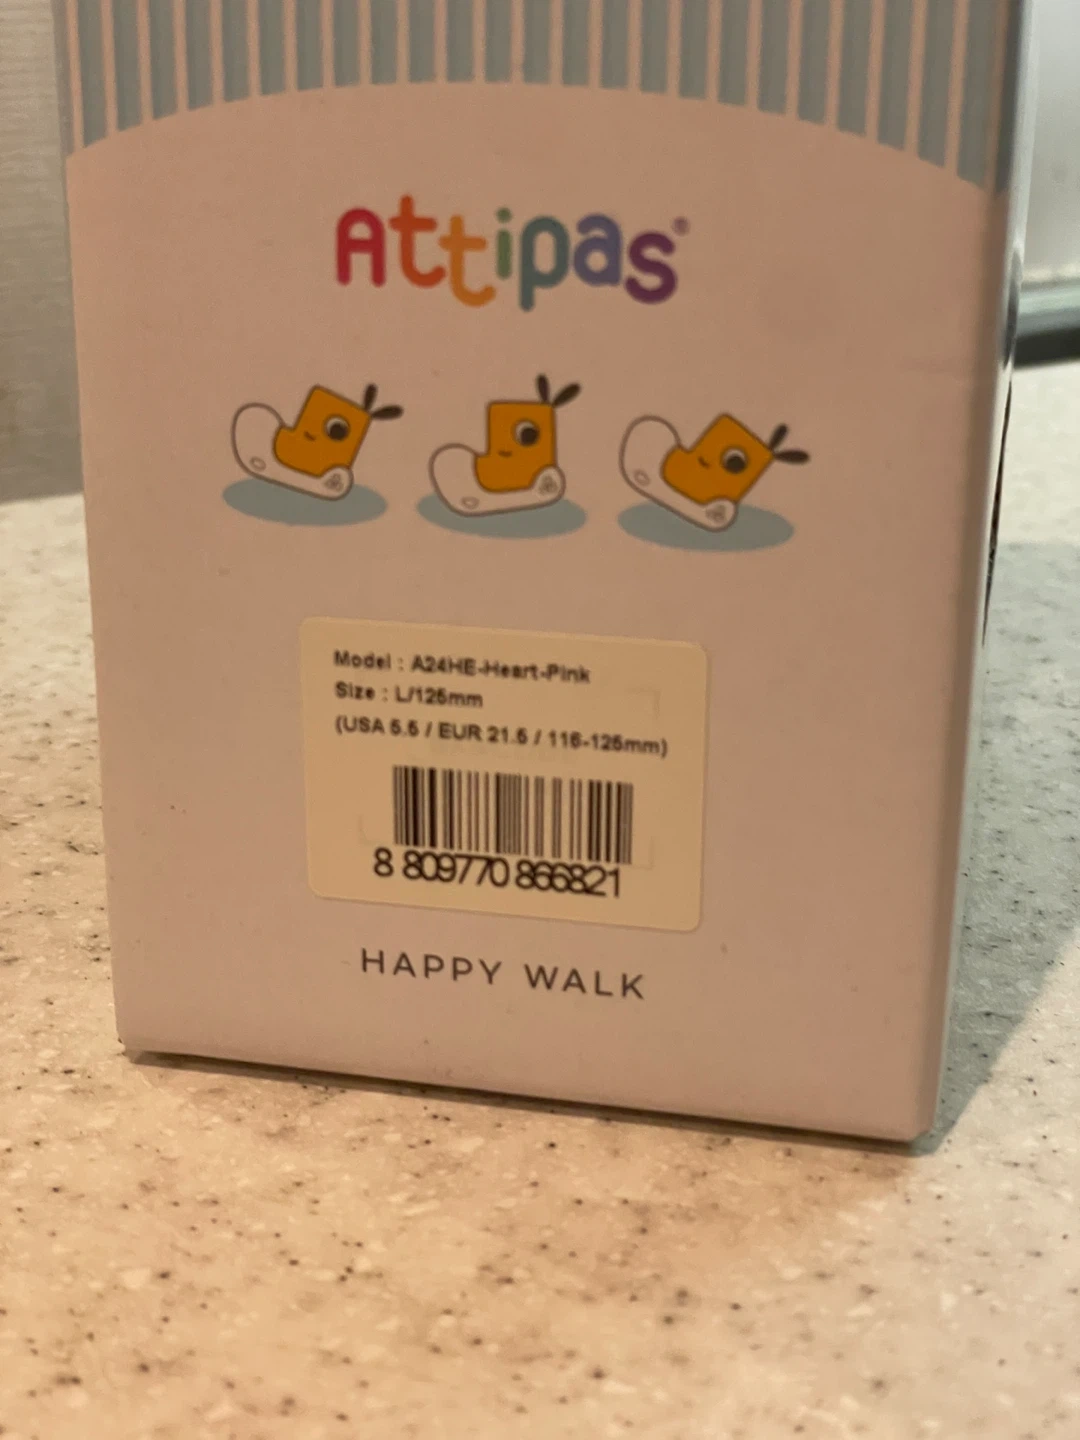 Attipas®
Model : A24HE-Heart-Pink
Size : L/125mm
(USA 5.5 / EUR 21.5 / 116-125mm)
8 809770 866821
HAPPY WALK